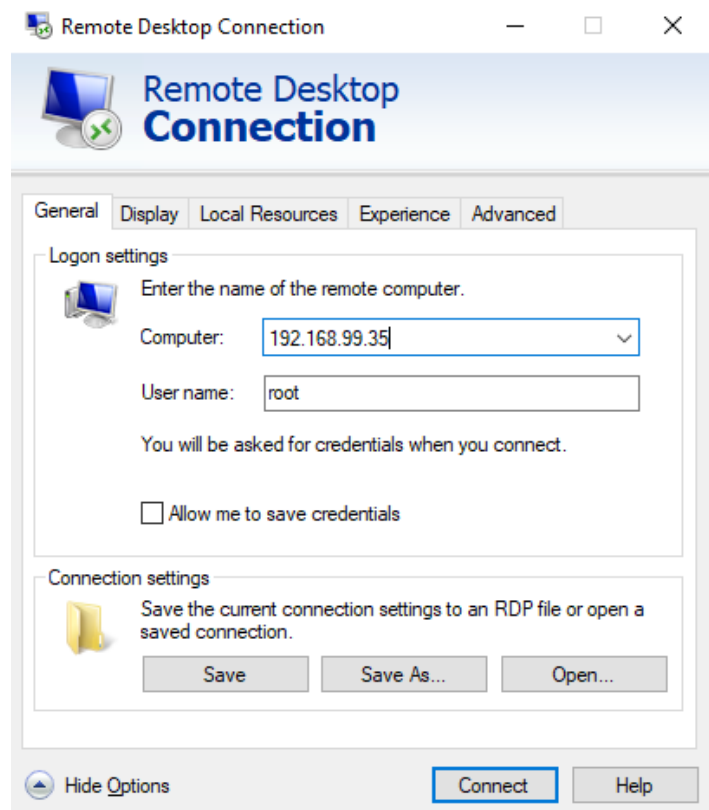 Remote Desktop Connection
Remote Desktop
Connection
General Display Local Resources Experience Advanced
Logon settings
Enter the name of the remote computer.
Computer: 192.168.99.35
User name: root
You will be asked for credentials when you connect.
Allow me to save credentials
Connection settings
Save the current connection settings to an RDP file or open a
saved connection.
Save Save As... Open...
Hide Options Connect Help